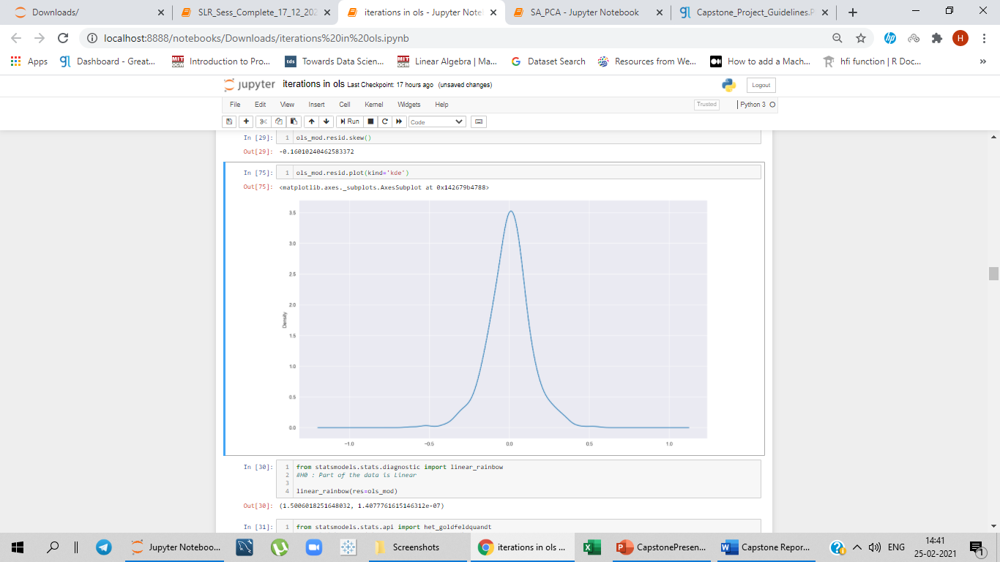 Downloads/
SLR_Sess_Complete_17_12_202
iterations in ols - Jupyter Note
SA_PCA - Jupyter Notebook
Capstone_Project_Guidelines.P
localhost:8888/notebooks/Downloads/iterations%20in%20ols.ipynb
Apps
Dashboard - Great...
Introduction to Pro...
Towards Data Scien...
Linear Algebra | Ma...
Dataset Search
Resources from We...
How to add a Mach...
hfi function | R Doc...
»
jupyter iterations in ols Last Checkpoint: 17 hours ago (unsaved changes)
Logout
File Edit View Insert Cell Kernel Widgets Help
Trusted
Python 3
Run
Code
In [29]: 1 ols_mod.resid.skew()
Out[29]: -0.16010240462583372
In [75]: 1 ols_mod.resid.plot(kind='kde')
Out[75]: <matplotlib.axes._subplots.AxesSubplot at 0x142679b4788>
3.5
3.0
2.5
2.0
1.5
1.0
0.5
0.0
Density
−1.0 −0.5 0.0 0.5 1.0
In [30]: 1 from statsmodels.stats.diagnostic import linear_rainbow
2 #H0 : Part of the data is Linear
3
4 linear_rainbow(res=ols_mod)
Out[30]: (1.5006018251648032, 1.4077761615146312e-07)
In [31]: 1 from statsmodels.stats.api import het_goldfeldquandt
Jupyter Noteboo...
Screenshots
iterations in ols ...
CapstonePresen...
Capstone Repor...
ENG
14:41
25-02-2021